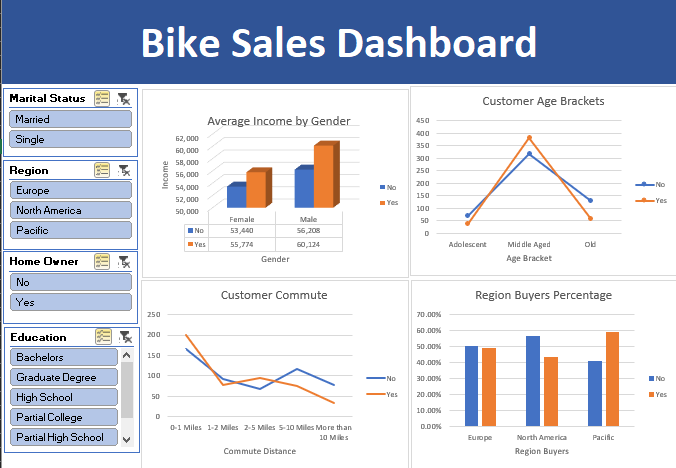 Bike Sales Dashboard
Marital Status
Married
Single
Region
Europe
North America
Pacific
Home Owner
No
Yes
Education
Bachelors
Graduate Degree
High School
Partial College
Partial High School
Average Income by Gender
62,000
60,000
58,000
56,000
54,000
52,000
50,000
Income
Female Male
No 53,440 56,208
Yes 55,774 60,124
Gender
No
Yes
Customer Age Brackets
450
400
350
300
250
200
150
100
50
0
Adolescent Middle Aged Old
Age Bracket
No
Yes
Customer Commute
250
200
150
100
50
0
0-1 Miles 1-2 Miles 2-5 Miles 5-10 Miles More than
10 Miles
Commute Distance
No
Yes
Region Buyers Percentage
70.00%
60.00%
50.00%
40.00%
30.00%
20.00%
10.00%
0.00%
Europe North America Pacific
Region Buyers
No
Yes